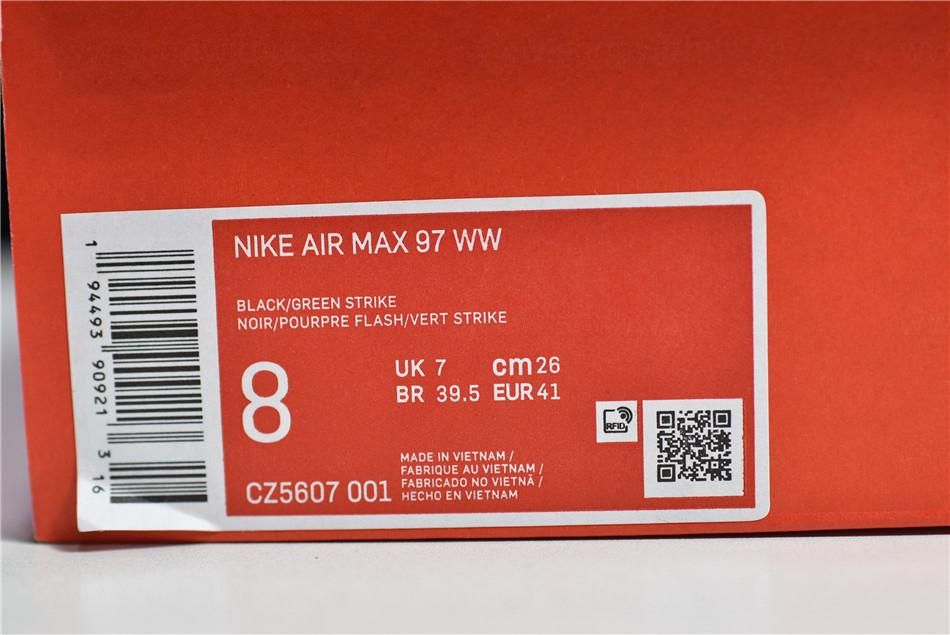 NIKE AIR MAX 97 WW
BLACK/GREEN STRIKE
NOIR/POURPRE FLASH/VERT STRIKE
8
UK 7 cm 26
BR 39.5 EUR 41
RFID
CZ5607 001
MADE IN VIETNAM /
FABRIQUE AU VIETNAM /
FABRICADO NO VIETNÃ /
HECHO EN VIETNAM
1 94493 90921 3 16